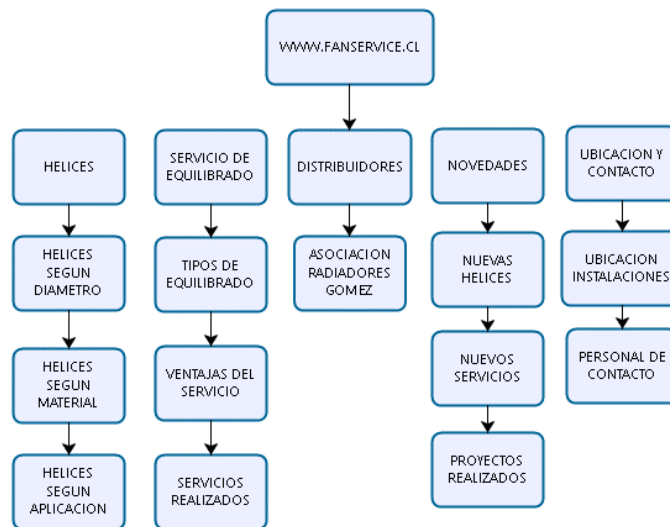 WWW.FANSERVICE.CL
HELICES
SERVICIO DE
EQUILIBRADO
DISTRIBUIDORES
NOVEDADES
UBICACION Y
CONTACTO
HELICES
SEGUN
DIAMETRO
TIPOS DE
EQUILIBRADO
ASOCIACION
RADIADORES
GOMEZ
NUEVAS
HELICES
UBICACION
INSTALACIONES
HELICES
SEGUN
MATERIAL
VENTAJAS DEL
SERVICIO
NUEVOS
SERVICIOS
PERSONAL DE
CONTACTO
HELICES
SEGUN
APLICACION
SERVICIOS
REALIZADOS
PROYECTOS
REALIZADOS